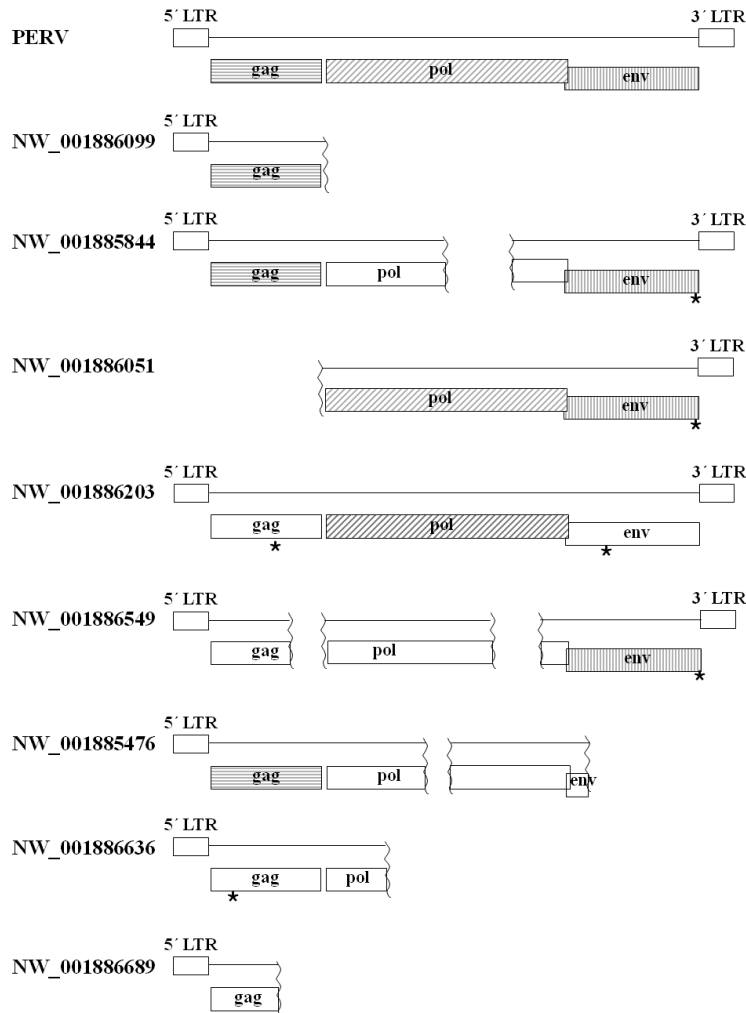 5´ LTR 3´ LTR
PERV
gag pol env
5´ LTR
NW_001886099
gag
5´ LTR 3´ LTR
NW_001885844
gag pol env
*
3´ LTR
NW_001886051
pol env
*
5´ LTR 3´ LTR
NW_001886203
gag pol env
* *
5´ LTR 3´ LTR
NW_001886549
gag pol env
*
5´ LTR
NW_001885476
gag pol env
5´ LTR
NW_001886636
gag pol
*
5´ LTR
NW_001886689
gag